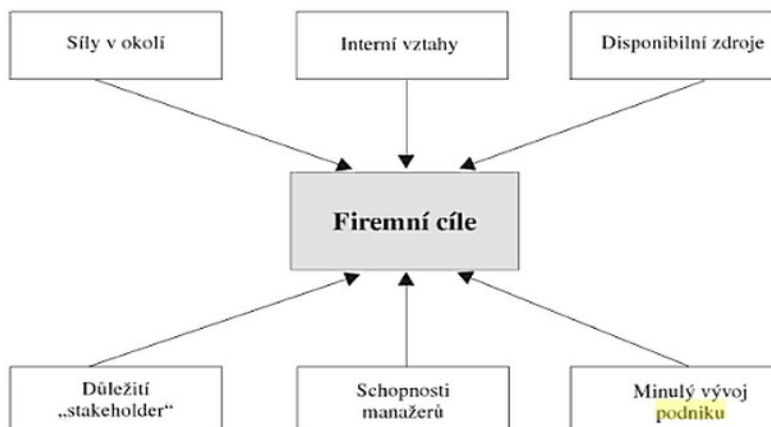 Síly v okolí
Interní vztahy
Disponibilní zdroje
Firemní cíle
Důležití
„stakeholder“
Schopnosti
manažerů
Minulý vývoj
podniku